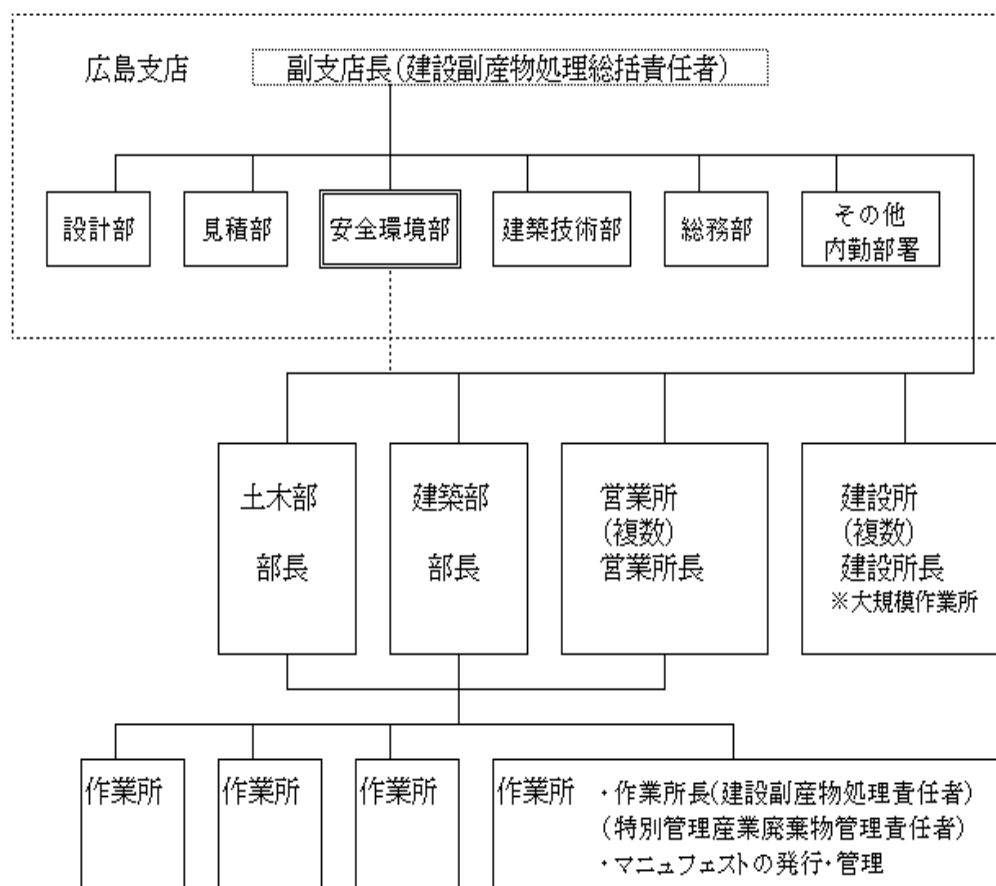 広島支店
副支店長(建設副産物処理総括責任者)
設計部
見積部
安全環境部
建築技術部
総務部
その他
内勤部署
土木部
部長
建築部
部長
営業所
(複数)
営業所長
建設所
(複数)
建設所長
※大規模作業所
作業所
作業所
作業所
作業所
・作業所長(建設副産物処理責任者)
(特別管理産業廃棄物管理責任者)
・マニュフェストの発行・管理